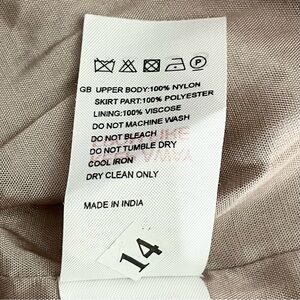 GB UPPER BODY:100% NYLON
SKIRT PART:100% POLYESTER
LINING:100% VISCOSE
DO NOT MACHINE WASH
DO NOT BLEACH
DO NOT TUMBLE DRY
COOL IRON
DRY CLEAN ONLY
MADE IN INDIA
14